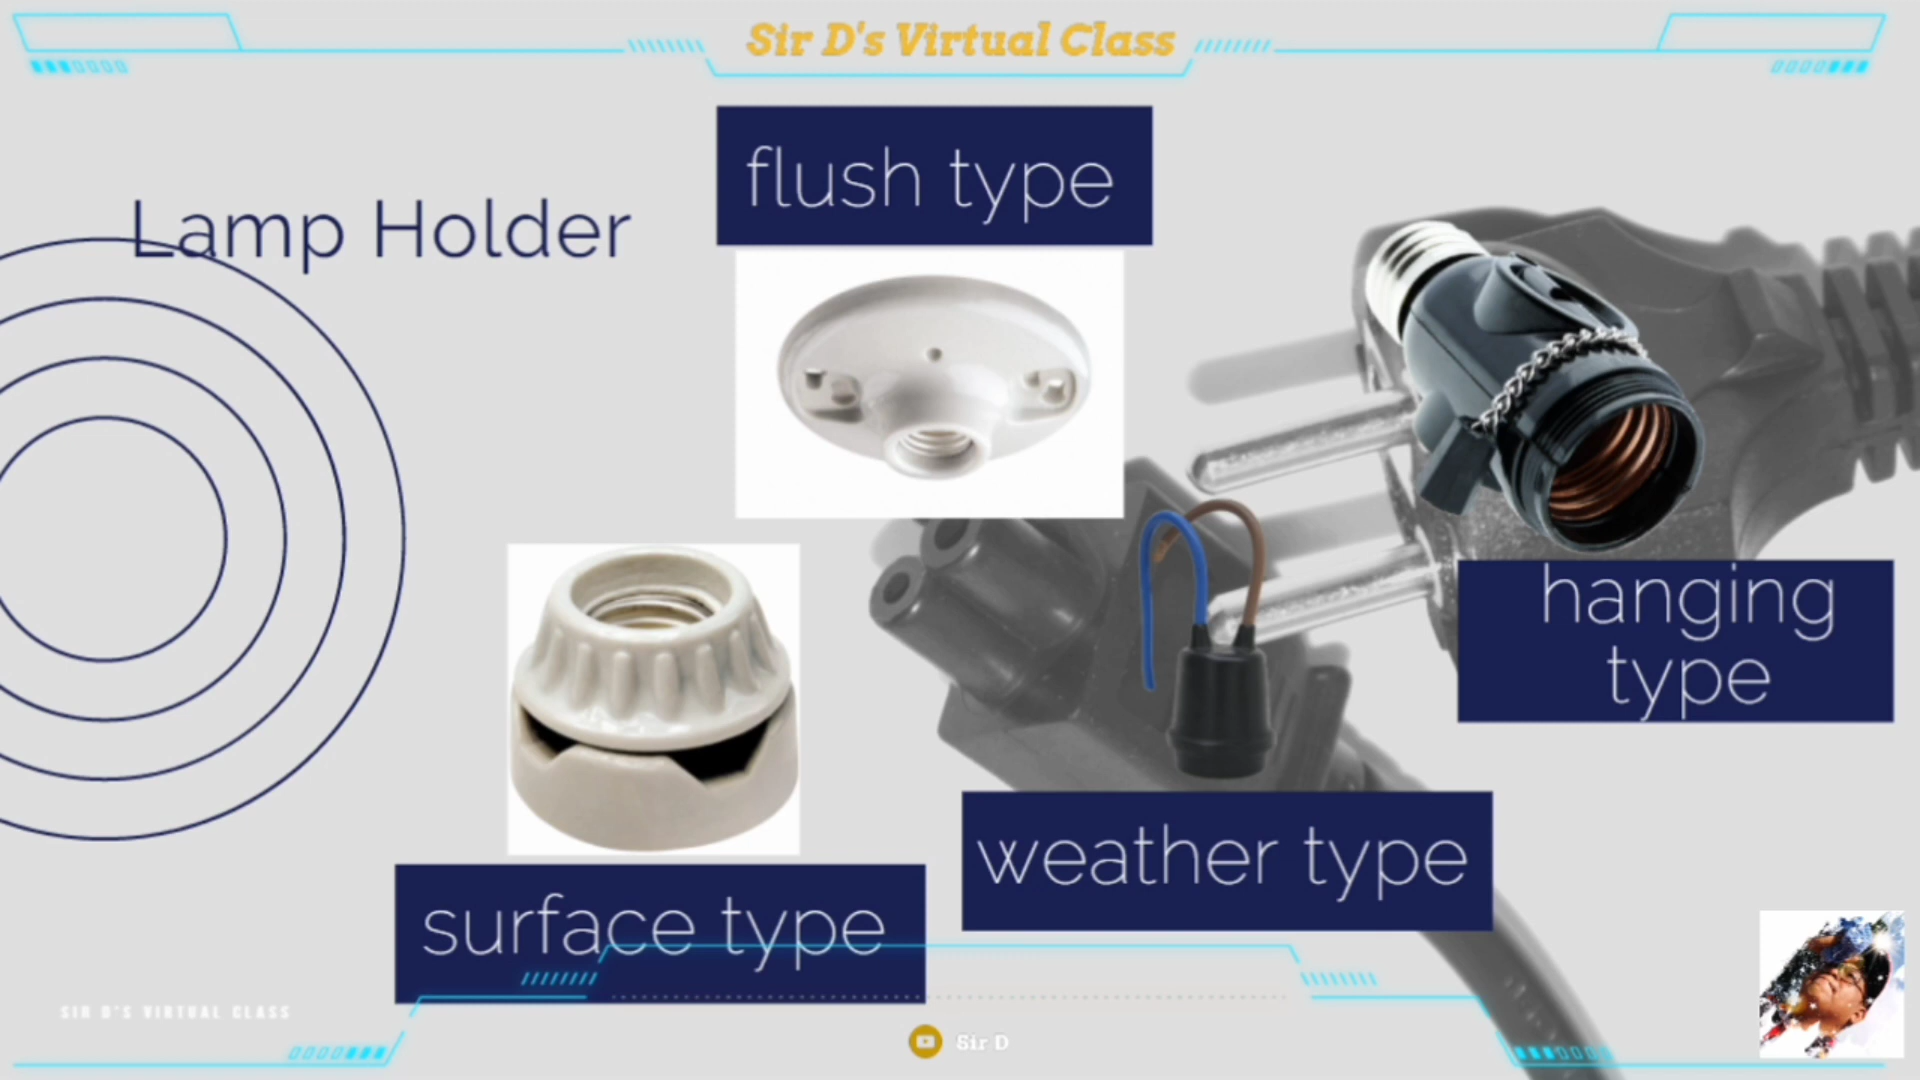 Sir D's Virtual Class
flush type
Lamp Holder
hanging
type
weather type
surface type
SIR D'S VIRTUAL CLASS
Sir D